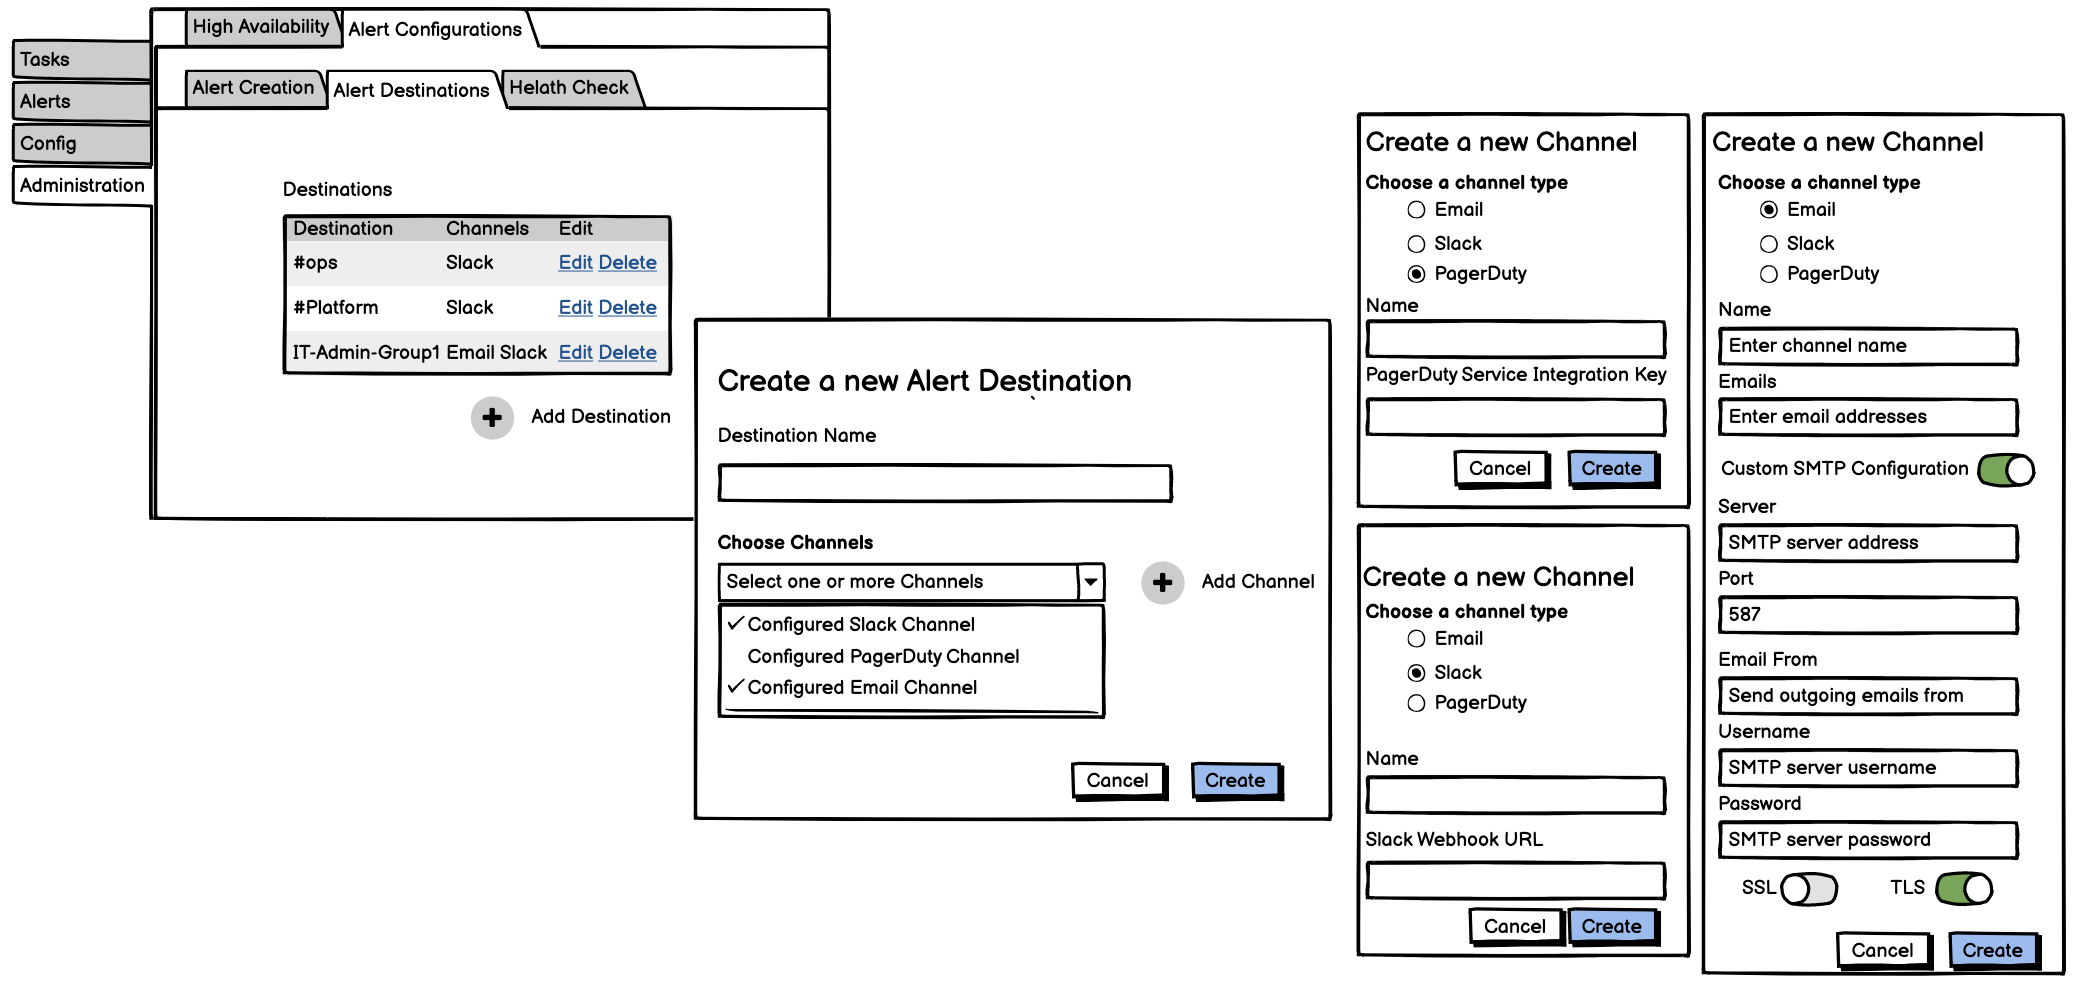 High Availability
Alert Configurations
Tasks
Alerts
Config
Administration
Alert Creation
Alert Destinations
Helath Check
Destinations
Destination Channels Edit
#ops Slack Edit Delete
#Platform Slack Edit Delete
IT-Admin-Group1 Email Slack Edit Delete
Add Destination
Create a new Alert Destination
Destination Name
Choose Channels
Select one or more Channels
Add Channel
Configured Slack Channel
Configured PagerDuty Channel
Configured Email Channel
Cancel
Create
Create a new Channel
Choose a channel type
Email
Slack
PagerDuty
Name
PagerDuty Service Integration Key
Cancel
Create
Create a new Channel
Choose a channel type
Email
Slack
PagerDuty
Name
Slack Webhook URL
Cancel
Create
Create a new Channel
Choose a channel type
Email
Slack
PagerDuty
Name
Enter channel name
Emails
Enter email addresses
Custom SMTP Configuration
Server
SMTP server address
Port
587
Email From
Send outgoing emails from
Username
SMTP server username
Password
SMTP server password
SSL
TLS
Cancel
Create